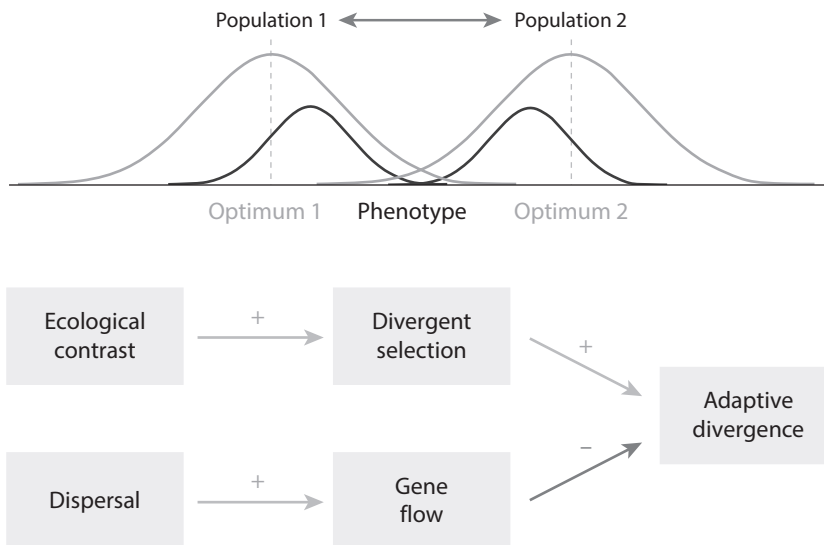 Population 1 Population 2
Optimum 1 Phenotype Optimum 2
Ecological
contrast
+
Divergent
selection
+
Adaptive
divergence
Dispersal
+
Gene
flow
−